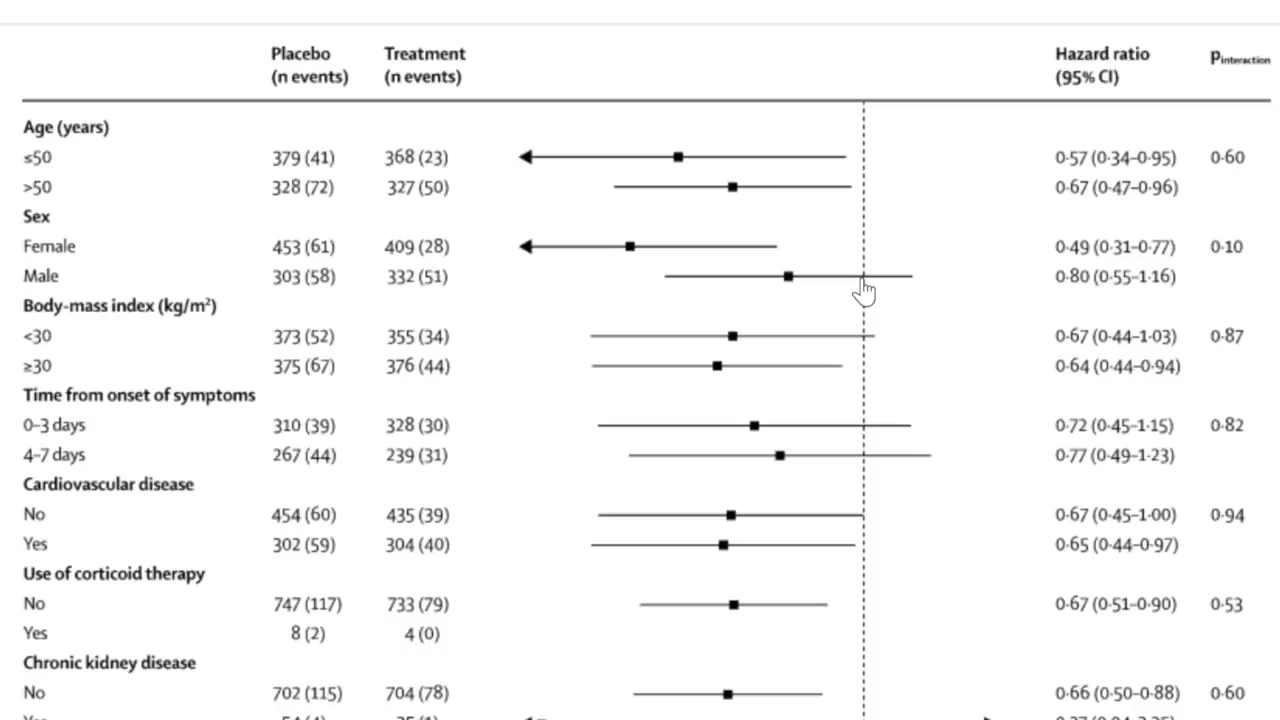 Placebo Treatment Hazard ratio pinteraction
(n events) (n events) (95% CI)
Age (years)
≤50 379 (41) 368 (23) 0·57 (0·34–0·95) 0·60
>50 328 (72) 327 (50) 0·67 (0·47–0·96)
Sex
Female 453 (61) 409 (28) 0·49 (0·31–0·77) 0·10
Male 303 (58) 332 (51) 0·80 (0·55–1·16)
Body-mass index (kg/m²)
<30 373 (52) 355 (34) 0·67 (0·44–1·03) 0·87
≥30 375 (67) 376 (44) 0·64 (0·44–0·94)
Time from onset of symptoms
0–3 days 310 (39) 328 (30) 0·72 (0·45–1·15) 0·82
4–7 days 267 (44) 239 (31) 0·77 (0·49–1·23)
Cardiovascular disease
No 454 (60) 435 (39) 0·67 (0·45–1·00) 0·94
Yes 302 (59) 304 (40) 0·65 (0·44–0·97)
Use of corticoid therapy
No 747 (117) 733 (79) 0·67 (0·51–0·90) 0·53
Yes 8 (2) 4 (0)
Chronic kidney disease
No 702 (115) 704 (78) 0·66 (0·50–0·88) 0·60